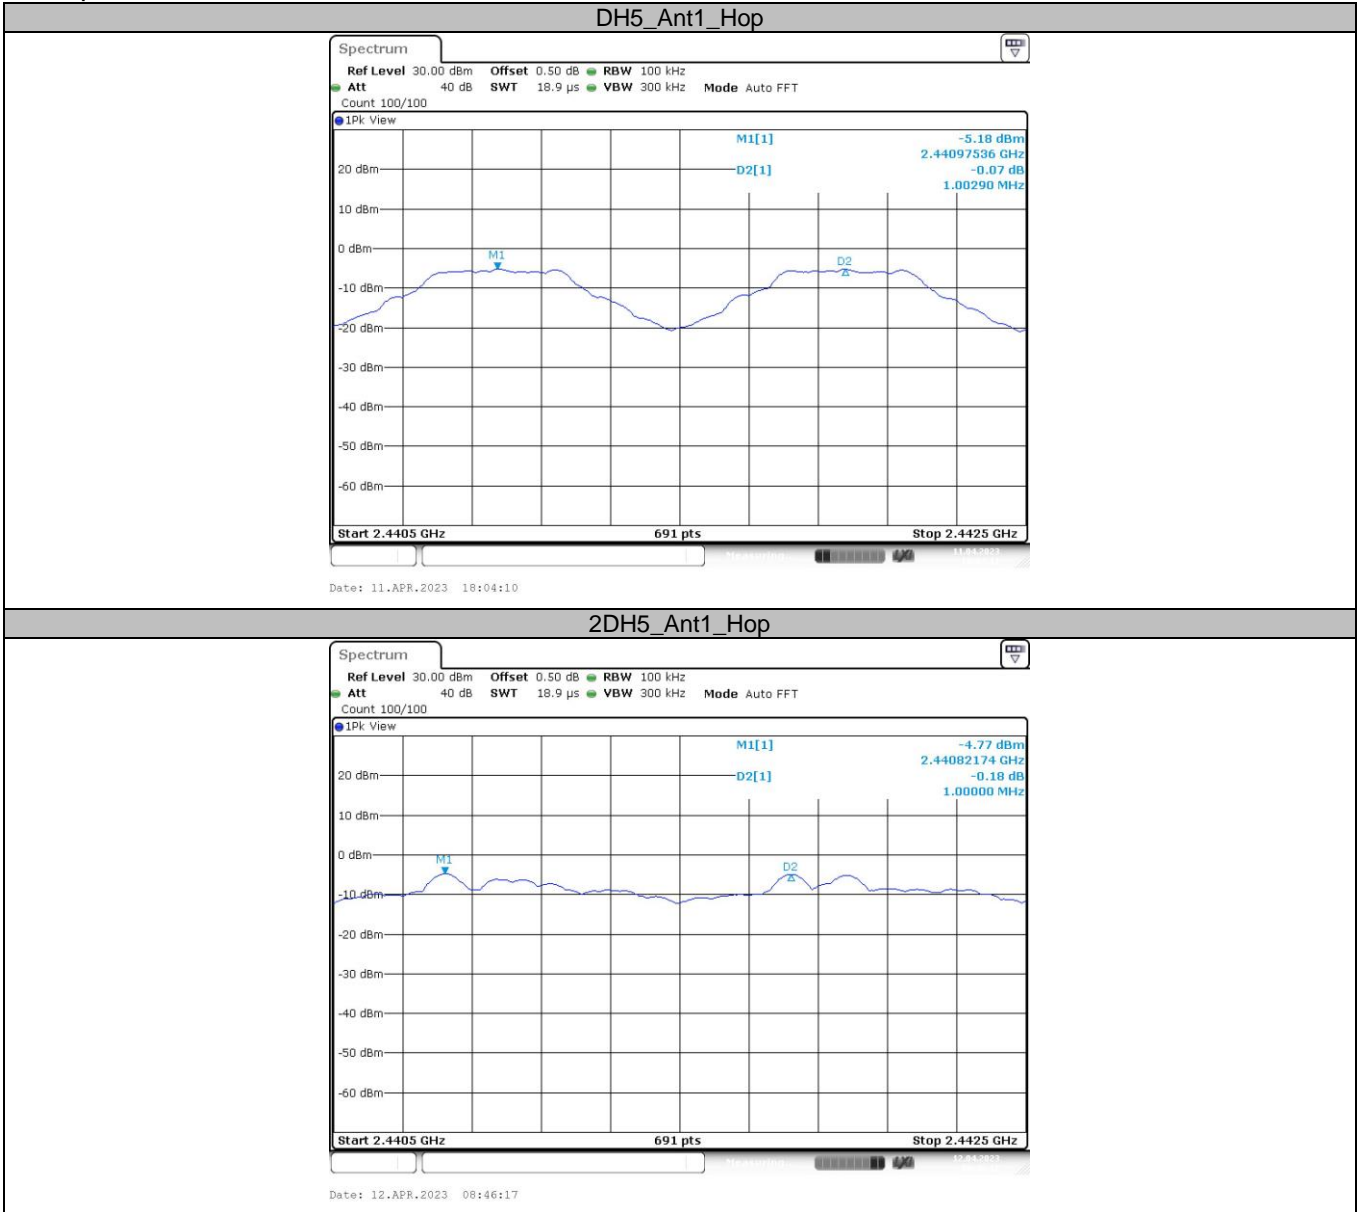 DH5_Ant1_Hop
Spectrum
Ref Level 30.00 dBm Offset 0.50 dB RBW 100 kHz
Att 40 dB SWT 18.9 µs VBW 300 kHz Mode Auto FFT
Count 100/100
1Pk View
M1[1] -5.18 dBm
2.44097536 GHz
20 dBm D2[1] -0.07 dB
1.00290 MHz
10 dBm
0 dBm
M1
D2
-10 dBm
-20 dBm
-30 dBm
-40 dBm
-50 dBm
-60 dBm
Start 2.4405 GHz 691 pts Stop 2.4425 GHz
Measuring 11.04.2023
Date: 11.APR.2023 18:04:10
2DH5_Ant1_Hop
Spectrum
Ref Level 30.00 dBm Offset 0.50 dB RBW 100 kHz
Att 40 dB SWT 18.9 µs VBW 300 kHz Mode Auto FFT
Count 100/100
1Pk View
M1[1] -4.77 dBm
2.44082174 GHz
20 dBm D2[1] -0.18 dB
1.00000 MHz
10 dBm
0 dBm
M1
D2
-10 dBm
-20 dBm
-30 dBm
-40 dBm
-50 dBm
-60 dBm
Start 2.4405 GHz 691 pts Stop 2.4425 GHz
Measuring 12.04.2023
Date: 12.APR.2023 08:46:17